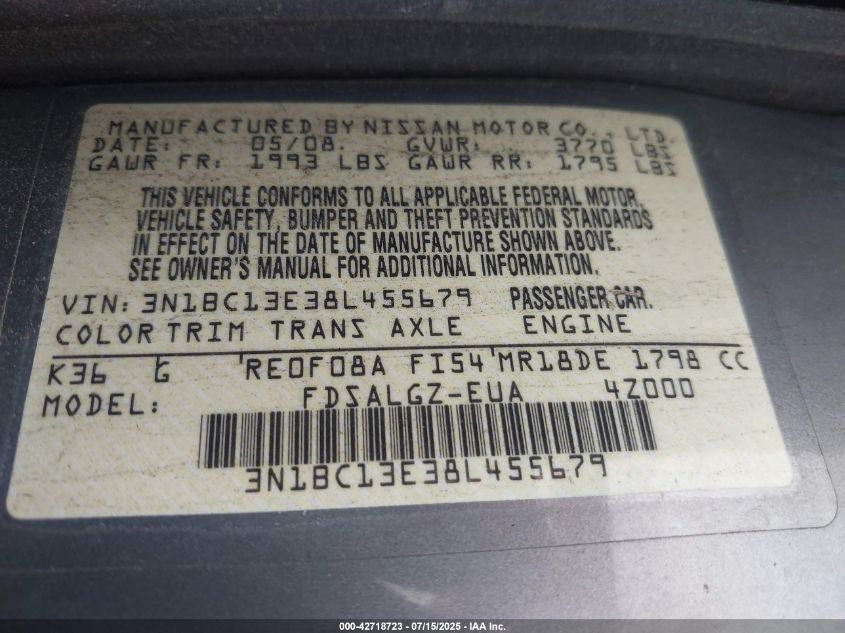 MANUFACTURED BY NISSAN MOTOR CO., LTD.
DATE: 05/08. GVWR: 3770 LBS
GAWR FR: 1993 LBS GAWR RR: 1795 LBS
THIS VEHICLE CONFORMS TO ALL APPLICABLE FEDERAL MOTOR
VEHICLE SAFETY, BUMPER AND THEFT PREVENTION STANDARDS
IN EFFECT ON THE DATE OF MANUFACTURE SHOWN ABOVE.
SEE OWNER'S MANUAL FOR ADDITIONAL INFORMATION.
VIN: 3N1BC13E38L455679 PASSENGER CAR.
COLOR TRIM TRANS AXLE ENGINE
K36 G RE0F08A FI54 MR18DE 1798 CC
MODEL: FDSALGZ-EUA 4Z000
3N1BC13E38L455679
000-42718723 - 07/15/2025 - IAA Inc.